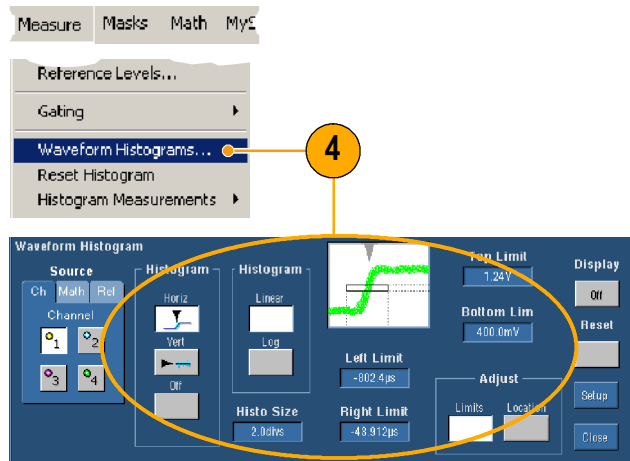 Measure Masks Math
Reference Levels...
Gating
Waveform Histograms...
4
Reset Histogram
Histogram Measurements
Waveform Histogram
Source
Ch Math Ref
Channel
1 2
3 4
Histogram
Horiz
Vert
Off
Histogram
Linear
Log
Histo Size
2.0divs
Left Limit
-802.4µs
Right Limit
-43.912µs
Top Limit
1.24V
Bottom Lim
400.0mV
Adjust
Limits Location
Display
Off
Reset
Setup
Close